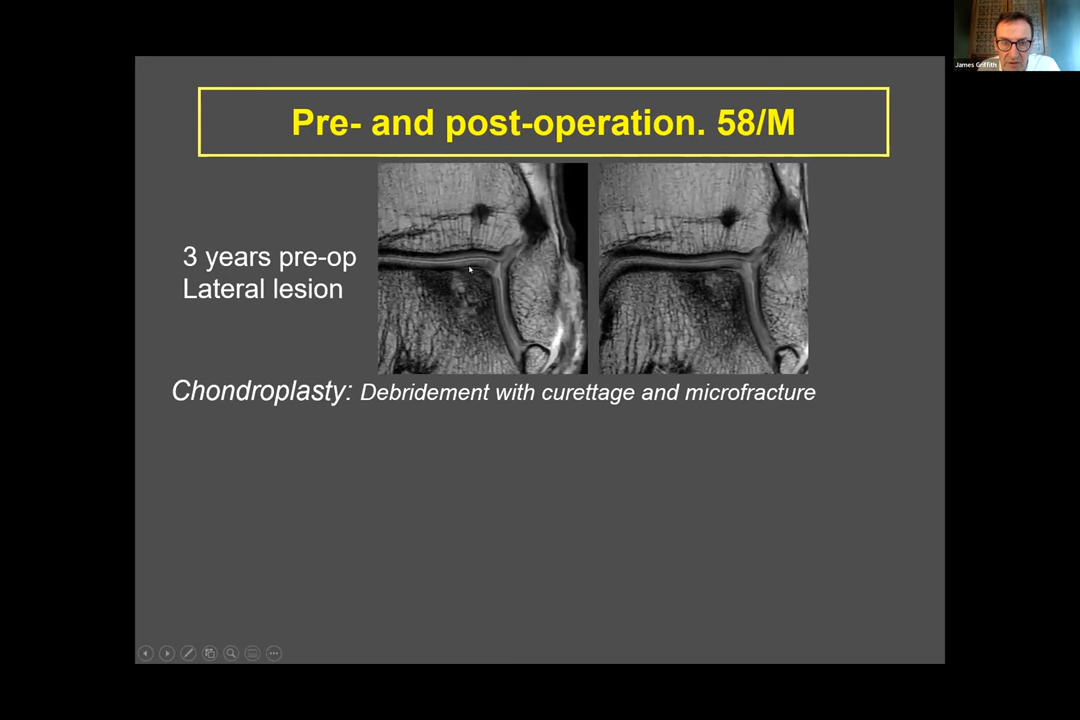 James Griffith
Pre- and post-operation. 58/M
3 years pre-op
Lateral lesion
Chondroplasty: Debridement with curettage and microfracture